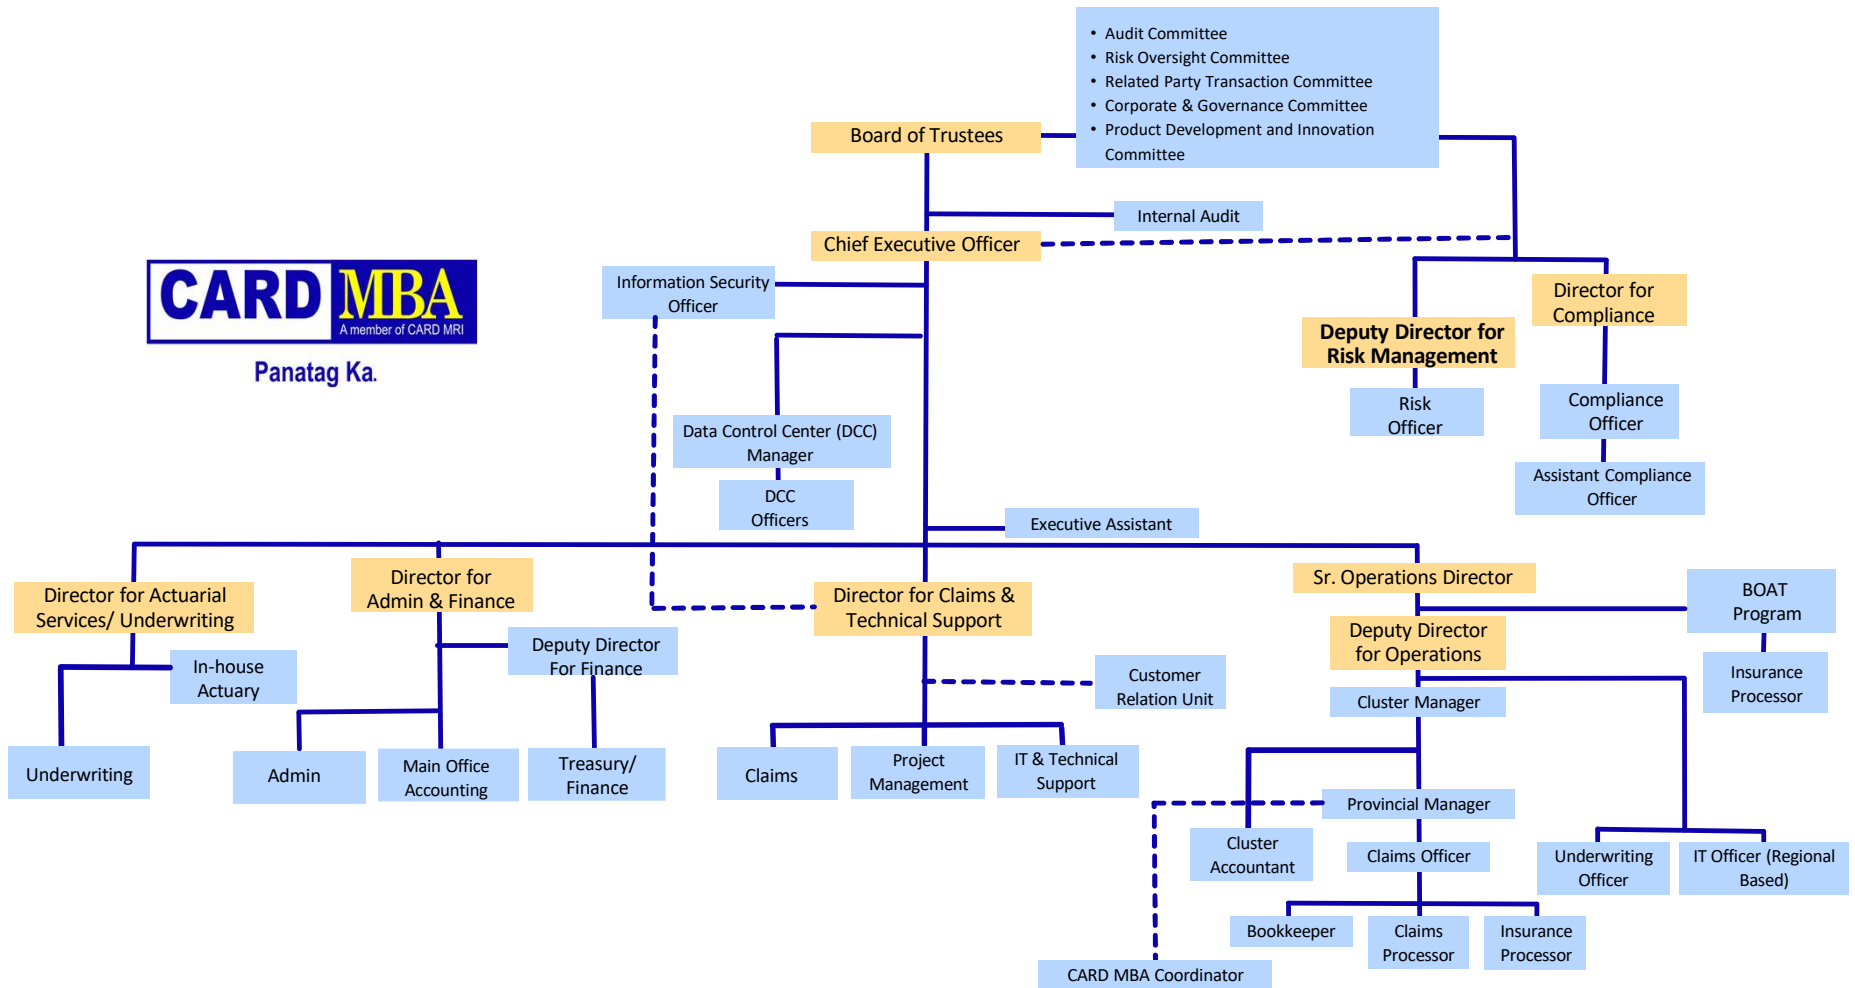 • Audit Committee
• Risk Oversight Committee
• Related Party Transaction Committee
• Corporate & Governance Committee
• Product Development and Innovation
Committee
Board of Trustees
Internal Audit
Chief Executive Officer
Information Security
Officer
CARD MBA
A member of CARD MRI
Panatag Ka.
Director for
Compliance
Deputy Director for
Risk Management
Risk
Officer
Compliance
Officer
Data Control Center (DCC)
Manager
Assistant Compliance
Officer
DCC
Officers
Executive Assistant
Director for Actuarial
Services/ Underwriting
Director for
Admin & Finance
Director for Claims &
Technical Support
Sr. Operations Director
BOAT
Program
Deputy Director
for Operations
Deputy Director
For Finance
In-house
Actuary
Customer
Relation Unit
Insurance
Processor
Cluster Manager
Underwriting
Admin
Main Office
Accounting
Treasury/
Finance
Claims
Project
Management
IT & Technical
Support
Provincial Manager
Cluster
Accountant
Claims Officer
Underwriting
Officer
IT Officer (Regional
Based)
Bookkeeper
Claims
Processor
Insurance
Processor
CARD MBA Coordinator